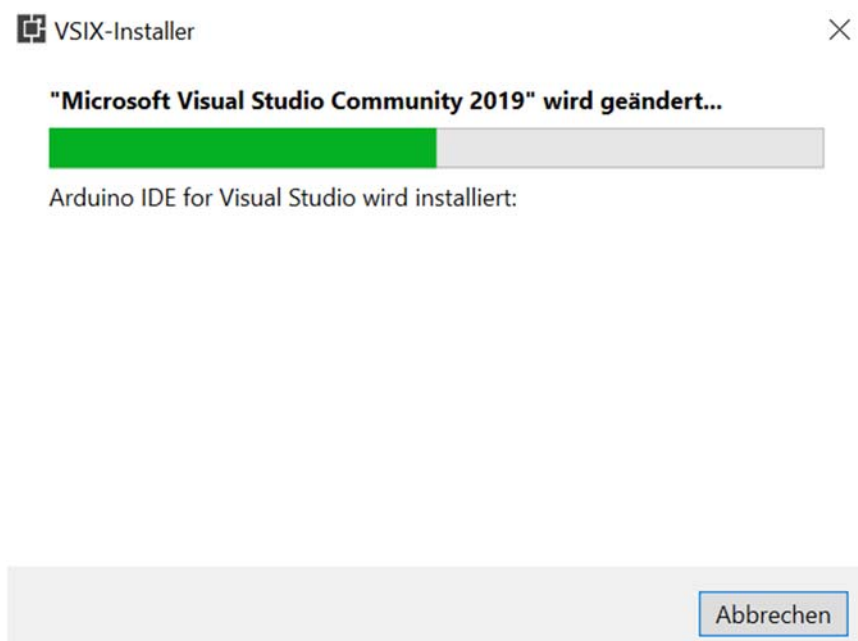 VSIX-Installer
"Microsoft Visual Studio Community 2019" wird geändert...
Arduino IDE for Visual Studio wird installiert:
Abbrechen